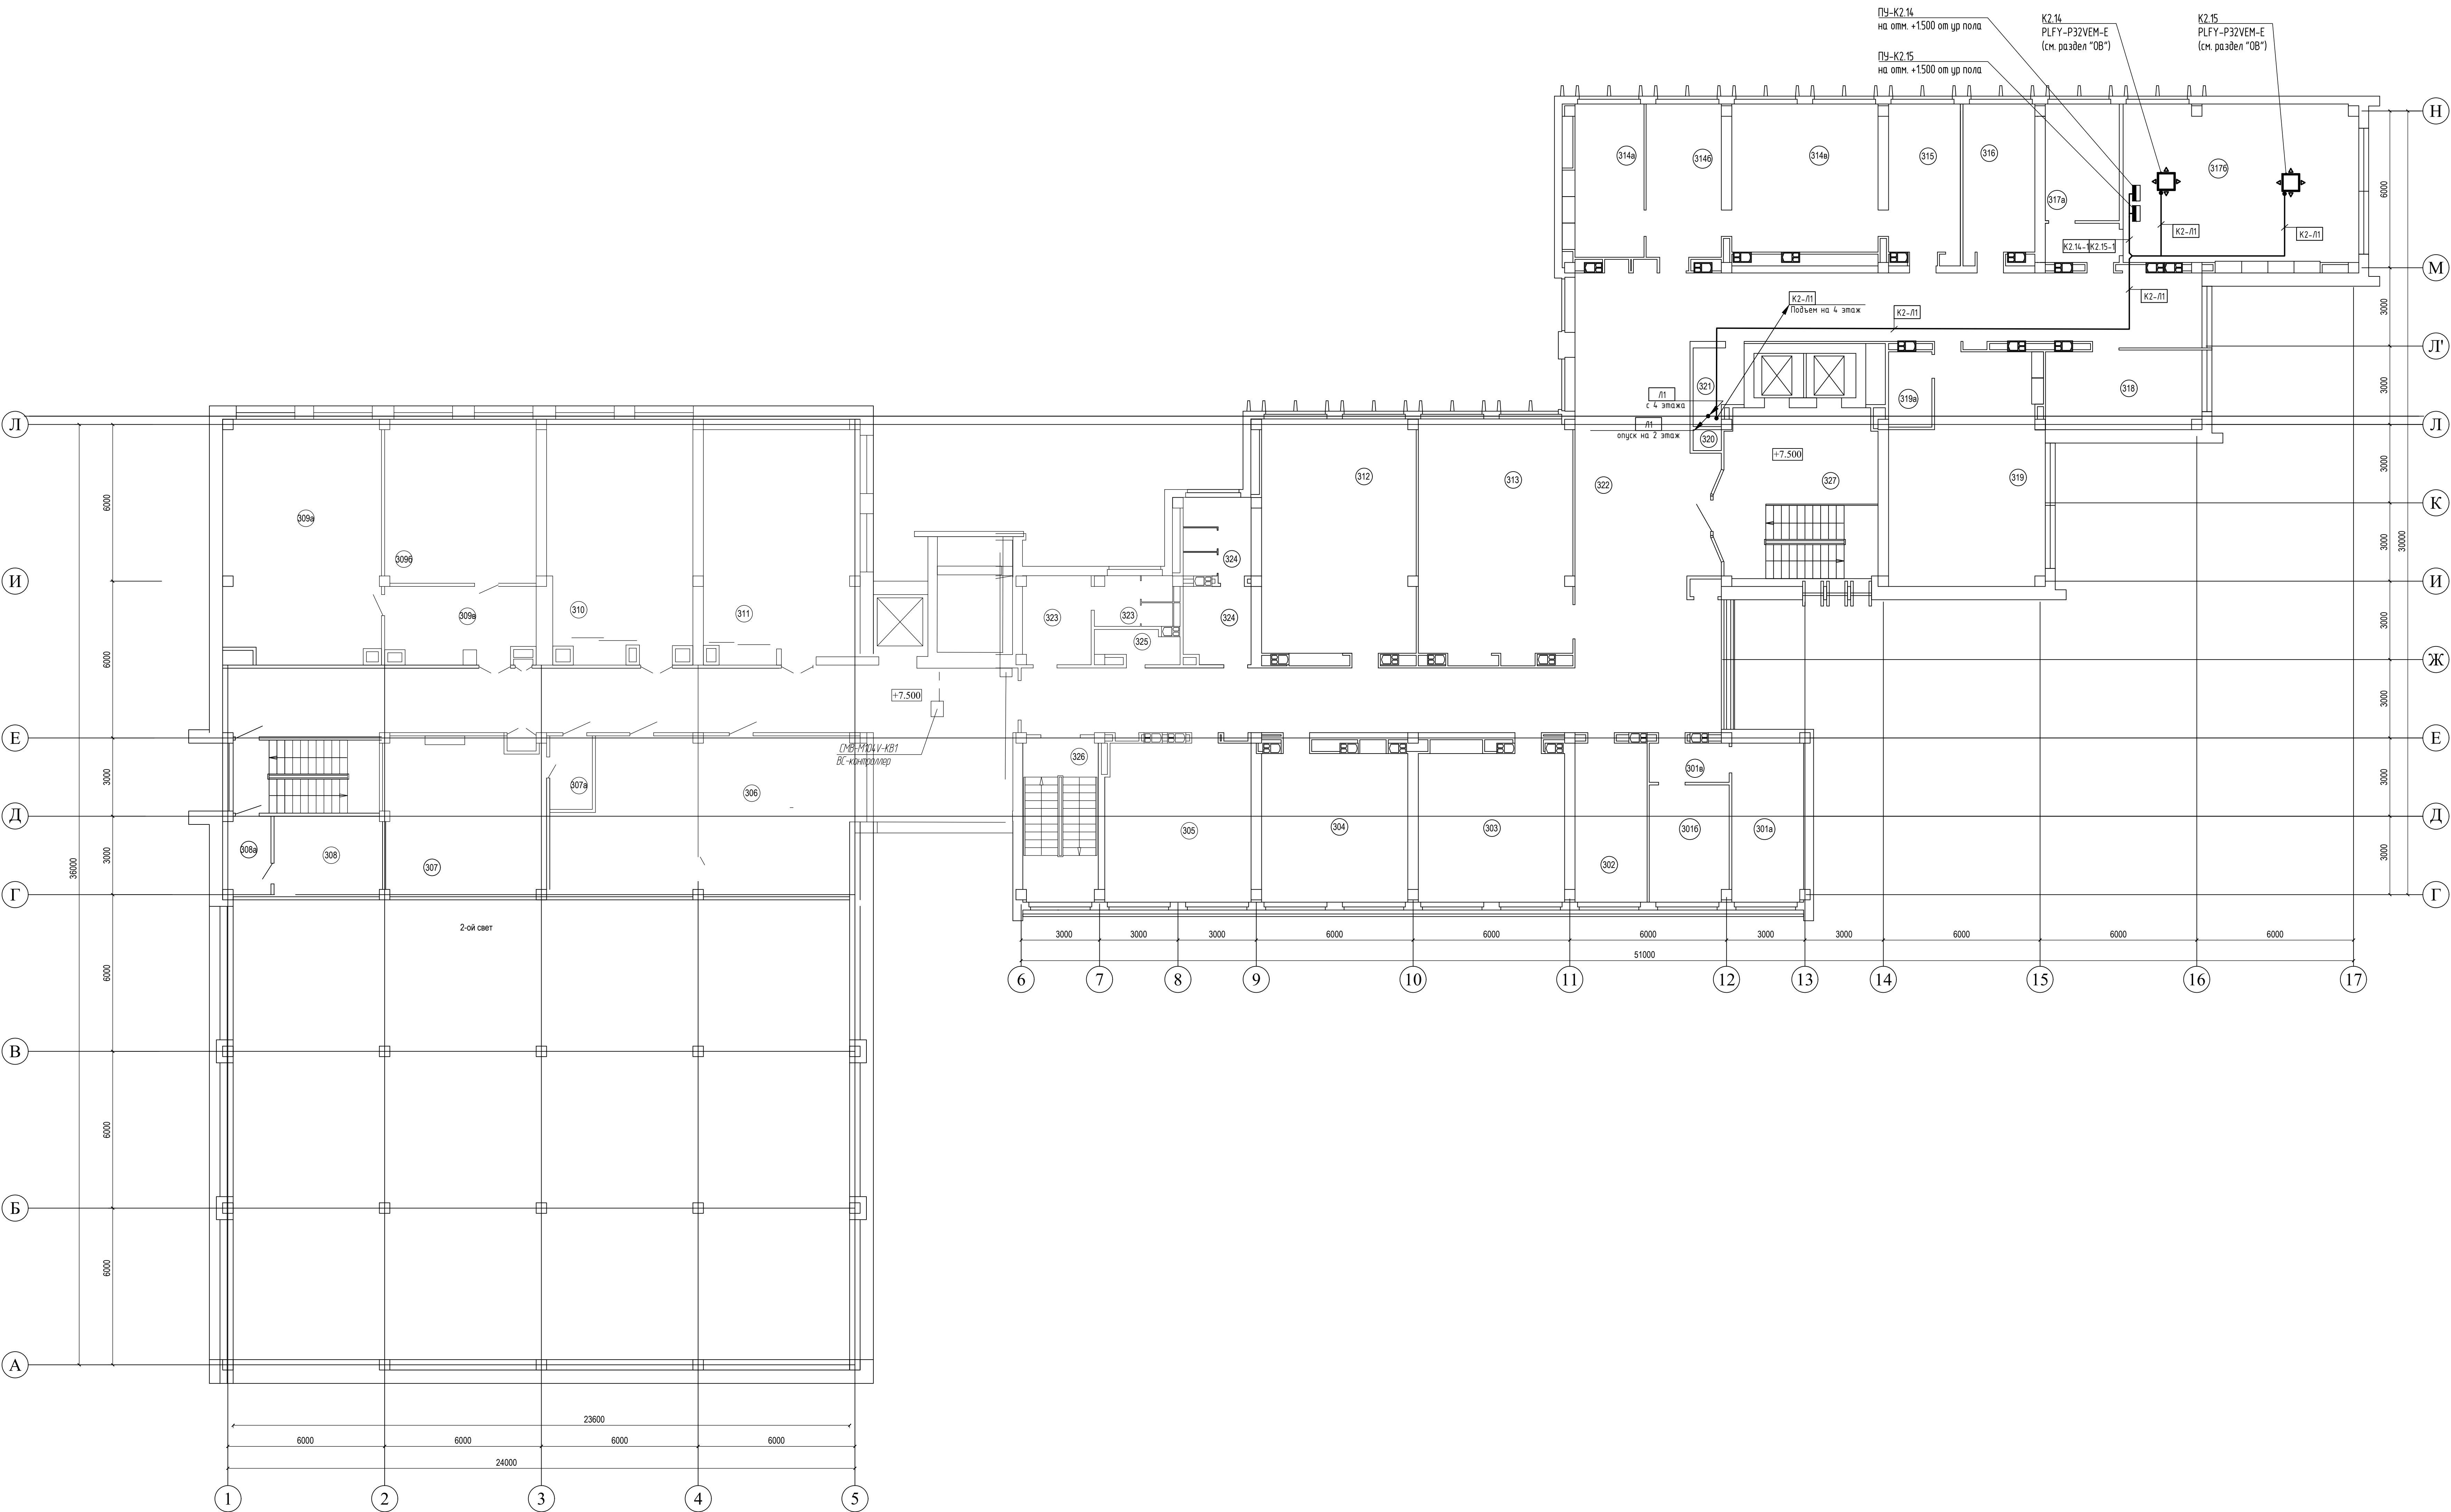 ПУ-К2.14
на отм. +1.500 от ур пола
ПУ-К2.15
на отм. +1.500 от ур пола
К2.14
PLFY-P32VEM-E
(см. раздел "ОВ")
К2.15
PLFY-P32VEM-E
(см. раздел "ОВ")
Н
314а
314б
314в
315
316
317а
317б
6000
К2-Л1
К2-Л1
К2.14-1
К2.15-1
М
К2-Л1
Подъем на 4 этаж
К2-Л1
К2-Л1
3000
30000
Л'
321
319а
318
3000
Л1
с 4 этажа
Л1
опуск на 2 этаж
320
Л
Л
+7.500
312
313
322
327
319
3000
К
309а
309б
6000
324
3000
И
И
309в
310
311
323
323
325
324
3000
6000
Ж
+7.500
3000
Е
Е
СМВ-М104V-КВ1
ВС-контроллер
326
301в
3000
3000
307а
306
Д
Д
305
304
303
302
301б
301а
308а
308
307
3000
3000
36000
Г
Г
2-ой свет
3000
3000
3000
6000
6000
6000
3000
3000
6000
6000
6000
51000
6
7
8
9
10
11
12
13
14
15
16
17
6000
В
6000
Б
6000
А
23600
6000
6000
6000
6000
24000
1
2
3
4
5